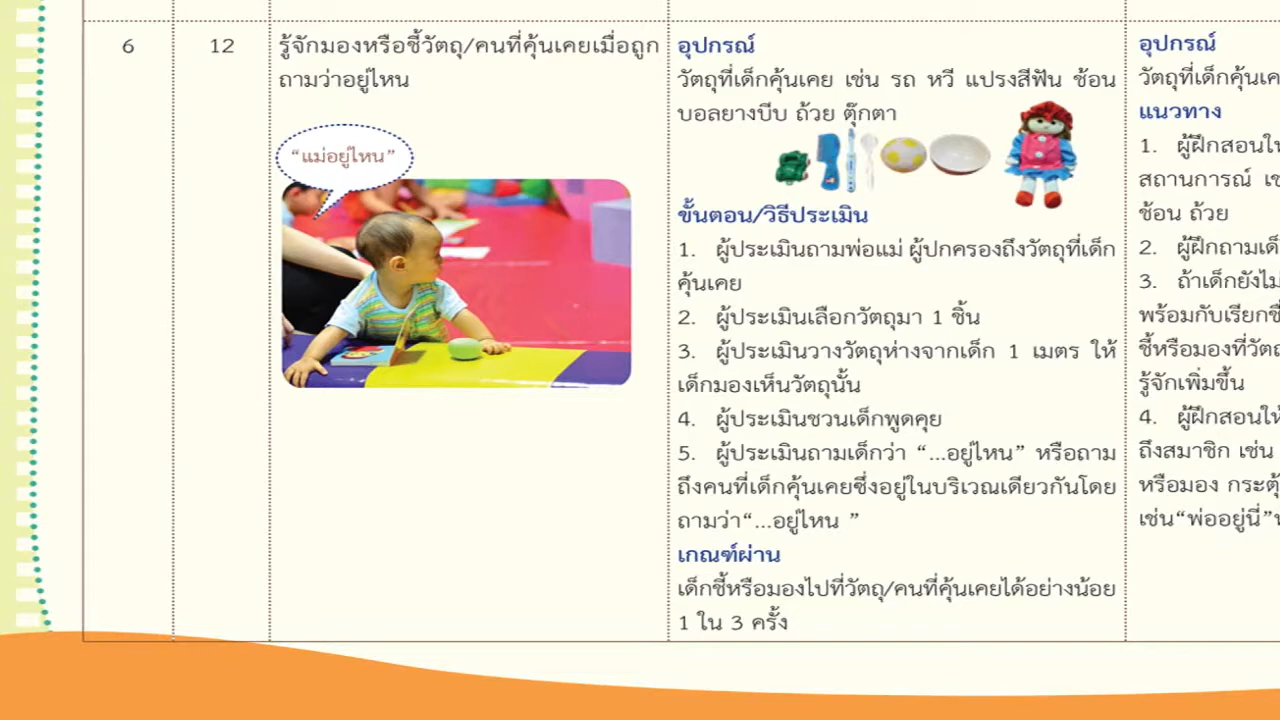 6
12
รู้จักมองหรือชี้วัตถุ/คนที่คุ้นเคยเมื่อถูก
ถามว่าอยู่ไหน
“แม่อยู่ไหน”
อุปกรณ์
วัตถุที่เด็กคุ้นเคย เช่น รถ หวี แปรงสีฟัน ช้อน
บอลยางบีบ ถ้วย ตุ๊กตา
ขั้นตอน/วิธีประเมิน
1. ผู้ประเมินถามพ่อแม่ ผู้ปกครองถึงวัตถุที่เด็ก
คุ้นเคย
2. ผู้ประเมินเลือกวัตถุมา 1 ชิ้น
3. ผู้ประเมินวางวัตถุห่างจากเด็ก 1 เมตร ให้
เด็กมองเห็นวัตถุนั้น
4. ผู้ประเมินชวนเด็กพูดคุย
5. ผู้ประเมินถามเด็กว่า “...อยู่ไหน” หรือถาม
ถึงคนที่เด็กคุ้นเคยซึ่งอยู่ในบริเวณเดียวกันโดย
ถามว่า“...อยู่ไหน ”
เกณฑ์ผ่าน
เด็กชี้หรือมองไปที่วัตถุ/คนที่คุ้นเคยได้อย่างน้อย
1 ใน 3 ครั้ง
อุปกรณ์
วัตถุที่เด็กคุ้นเค
แนวทาง
1. ผู้ฝึกสอนให
สถานการณ์ เช
ช้อน ถ้วย
2. ผู้ฝึกถามเด็
3. ถ้าเด็กยังไม
พร้อมกับเรียกชื
ชี้หรือมองที่วัตถ
รู้จักเพิ่มขึ้น
4. ผู้ฝึกสอนให้
ถึงสมาชิก เช่น
หรือมอง กระตุ้
เช่น“พ่ออยู่นี่”